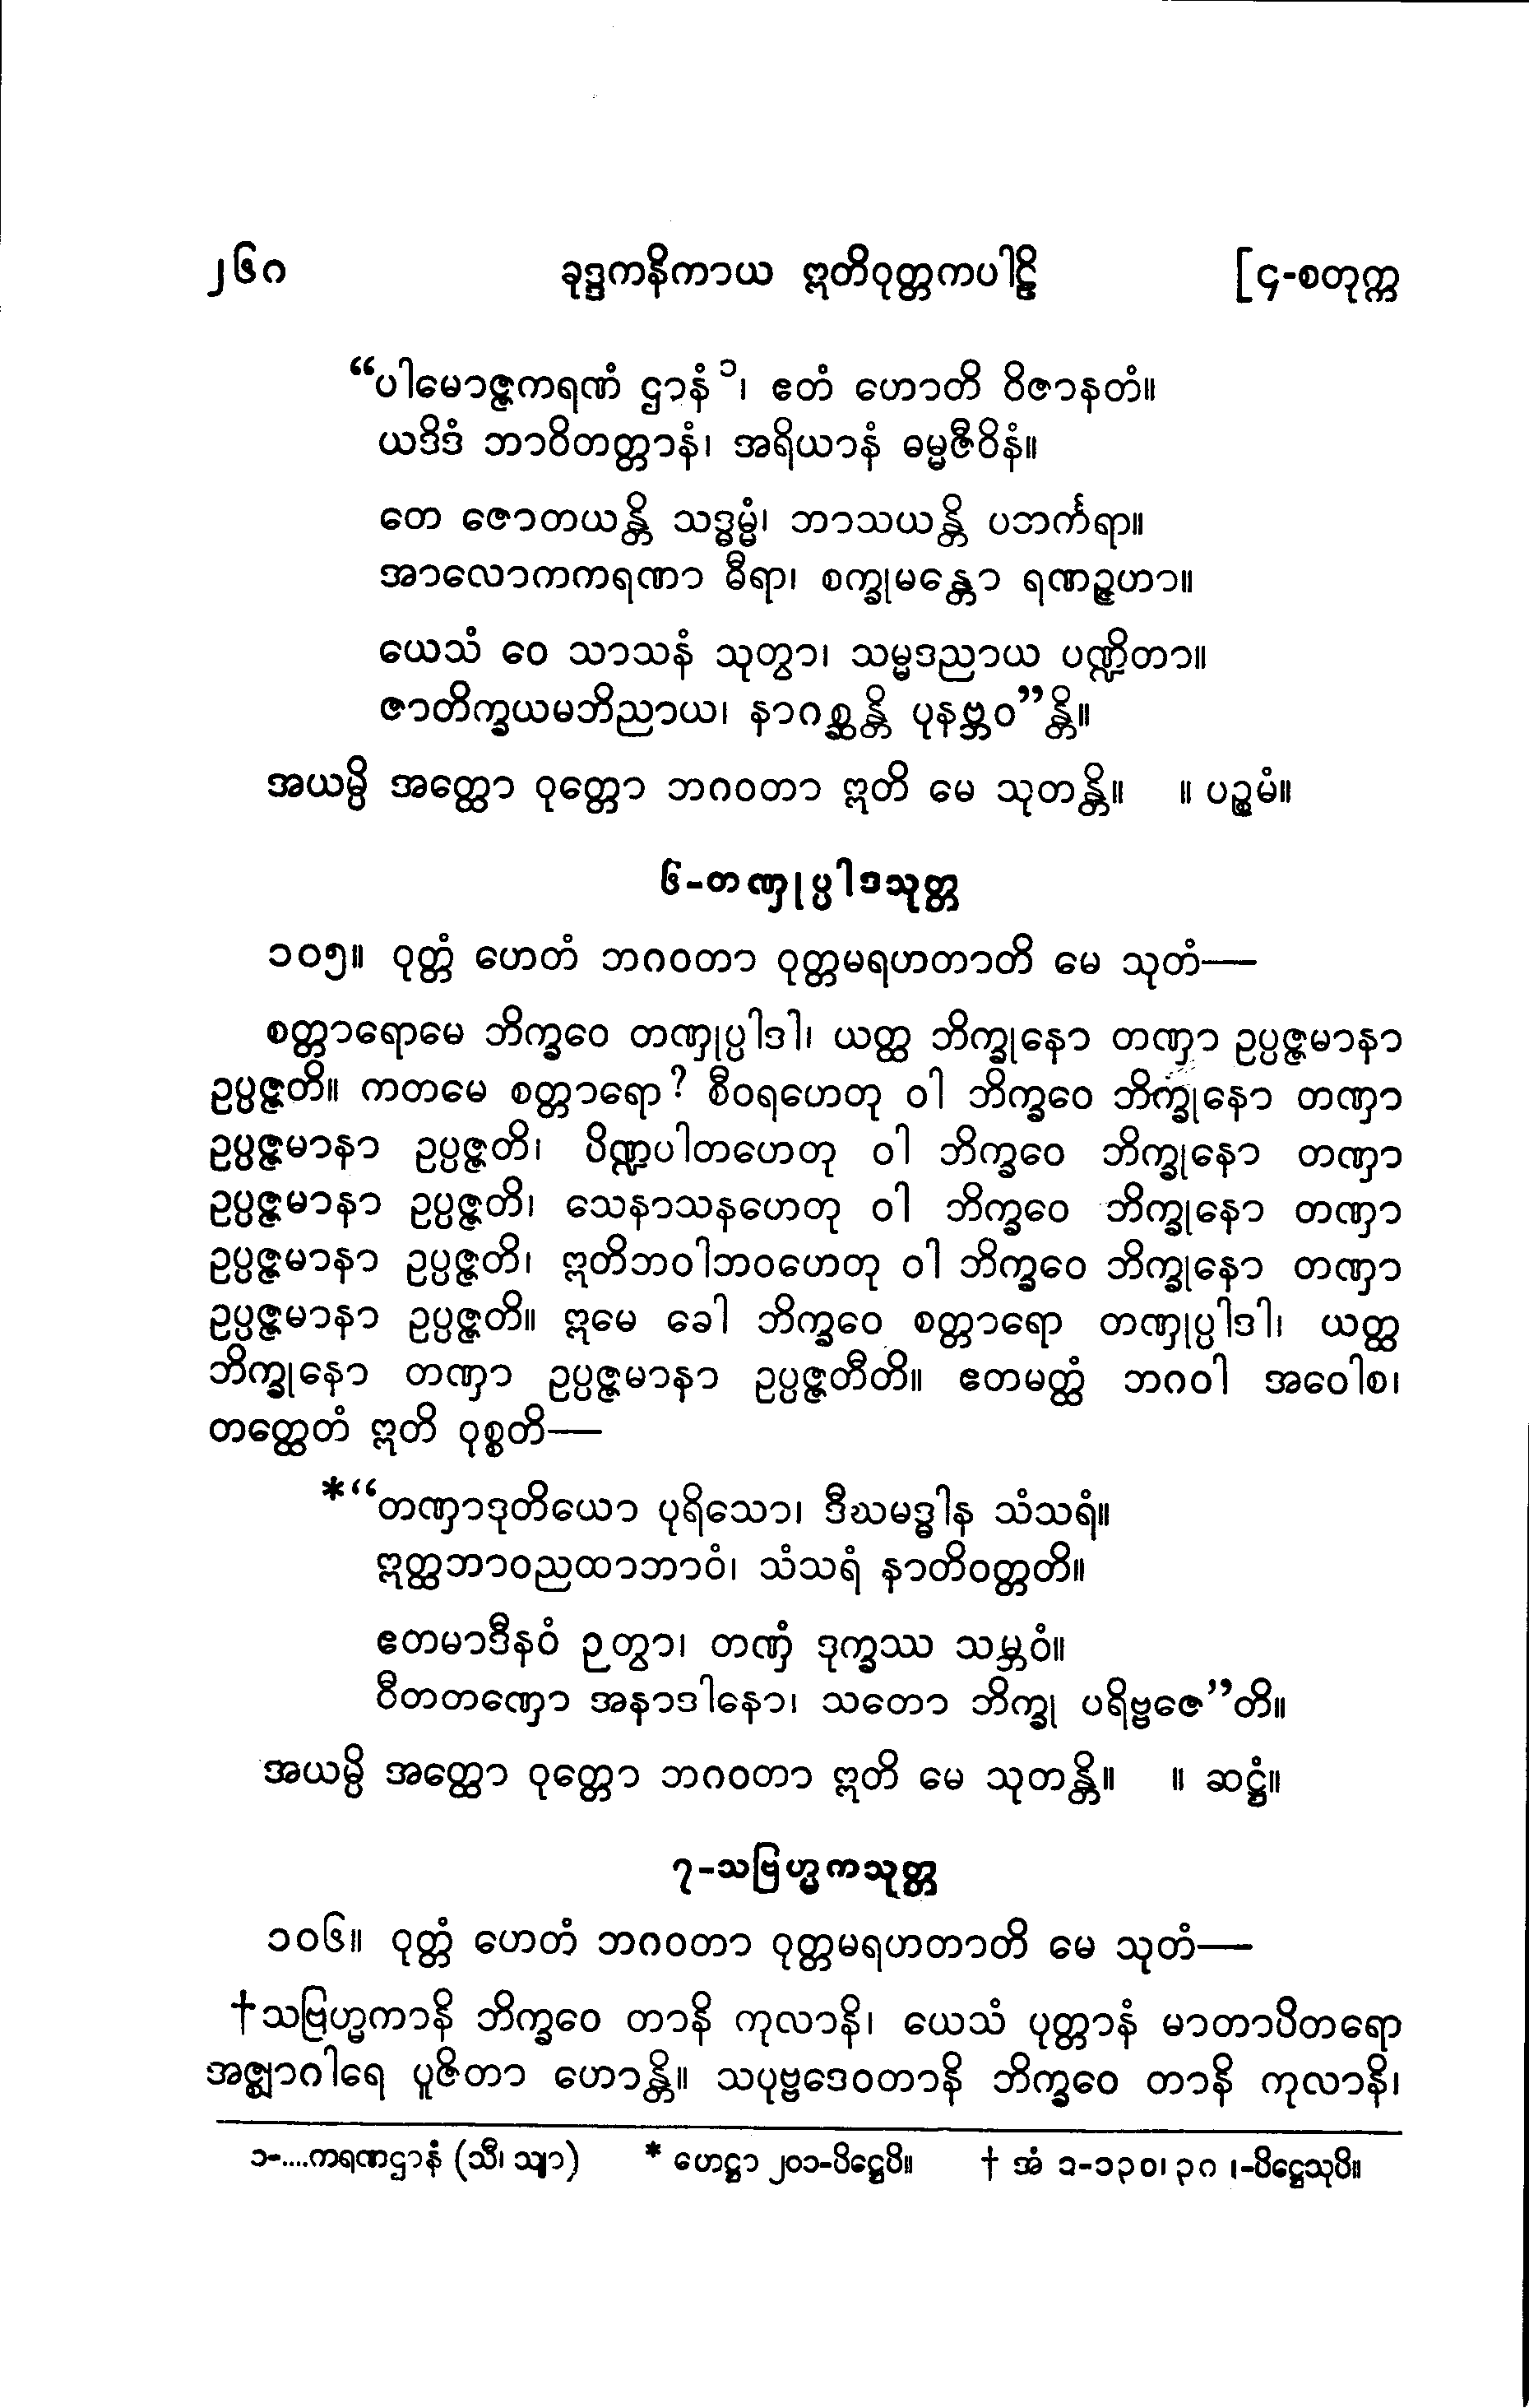 ၂၆၀ ခုဒ္ဒကနိကာယ ဣတိဝုတ္တကပါဠိ [၄-စတုက္က
“ပါမောဇ္ဇကရဏံ ဌာနံ ၁၊ ဧတံ ဟောတိ ဝိဇာနတံ။
ယဒိဒံ ဘာဝိတတ္တာနံ၊ အရိယာနံ ဓမ္မဇီဝိနံ။
တေ ဇောတယန္တိ သဒ္ဓမ္မံ၊ ဘာသယန္တိ ပဘင်္ကရာ။
အာလောကကရဏာ ဓီရာ၊ စက္ခုမန္တော ရဏဉ္ဇဟာ။
ယေသံ ဝေ သာသနံ သုတွာ၊ သမ္မဒညာယ ပဏ္ဍိတာ။
ဇာတိက္ခယမဘိညာယ၊ နာဂစ္ဆန္တိ ပုနဗ္ဘဝ”န္တိ။
အယမ္ပိ အတ္ထော ဝုတ္တော ဘဂဝတာ ဣတိ မေ သုတန္တိ။ ။ ပဉ္စမံ။
၆-တဏှုပ္ပါဒသုတ္တ
၁၀၅။ ဝုတ္တံ ဟေတံ ဘဂဝတာ ဝုတ္တမရဟတာတိ မေ သုတံ—
စတ္တာရောမေ ဘိက္ခဝေ တဏှုပ္ပါဒါ၊ ယတ္ထ ဘိက္ခုနော တဏှာ ဥပ္ပဇ္ဇမာနာ
ဥပ္ပဇ္ဇတိ။ ကတမေ စတ္တာရော? စီဝရဟေတု ဝါ ဘိက္ခဝေ ဘိက္ခုနော တဏှာ
ဥပ္ပဇ္ဇမာနာ ဥပ္ပဇ္ဇတိ၊ ပိဏ္ဍပါတဟေတု ဝါ ဘိက္ခဝေ ဘိက္ခုနော တဏှာ
ဥပ္ပဇ္ဇမာနာ ဥပ္ပဇ္ဇတိ၊ သေနာသနဟေတု ဝါ ဘိက္ခဝေ ဘိက္ခုနော တဏှာ
ဥပ္ပဇ္ဇမာနာ ဥပ္ပဇ္ဇတိ၊ ဣတိဘဝါဘဝဟေတု ဝါ ဘိက္ခဝေ ဘိက္ခုနော တဏှာ
ဥပ္ပဇ္ဇမာနာ ဥပ္ပဇ္ဇတိ။ ဣမေ ခေါ ဘိက္ခဝေ စတ္တာရော တဏှုပ္ပါဒါ၊ ယတ္ထ
ဘိက္ခုနော တဏှာ ဥပ္ပဇ္ဇမာနာ ဥပ္ပဇ္ဇတီတိ။ ဧတမတ္ထံ ဘဂဝါ အဝေါစ၊
တတ္ထေတံ ဣတိ ဝုစ္စတိ—
*“တဏှာဒုတိယော ပုရိသော၊ ဒီဃမဒ္ဓါန သံသရံ။
ဣတ္ထဘာဝညထာဘာဝံ၊ သံသရံ နာတိဝတ္တတိ။
ဧတမာဒီနဝံ ဉတွာ၊ တဏှံ ဒုက္ခဿ သမ္ဘဝံ။
ဝီတတဏှော အနာဒါနော၊ သတော ဘိက္ခု ပရိဗ္ဗဇေ”တိ။
အယမ္ပိ အတ္ထော ဝုတ္တော ဘဂဝတာ ဣတိ မေ သုတန္တိ။ ။ ဆဋ္ဌံ။
၇-သဗြဟ္မကသုတ္တ
၁၀၆။ ဝုတ္တံ ဟေတံ ဘဂဝတာ ဝုတ္တမရဟတာတိ မေ သုတံ—
†သဗြဟ္မကာနိ ဘိက္ခဝေ တာနိ ကုလာနိ၊ ယေသံ ပုတ္တာနံ မာတာပိတရော
အဇ္ဈာဂါရေ ပူဇိတာ ဟောန္တိ။ သပုဗ္ဗဒေဝတာနိ ဘိက္ခဝေ တာနိ ကုလာနိ၊
၁-....ကရဏဌာနံ (သီ၊ သျာ) * ဟေဋ္ဌာ ၂၀၁-ပိဋ္ဌေပိ။ † အံ ၁-၁၃၀၊ ၃၇၊-ပိဋ္ဌေသုပိ။